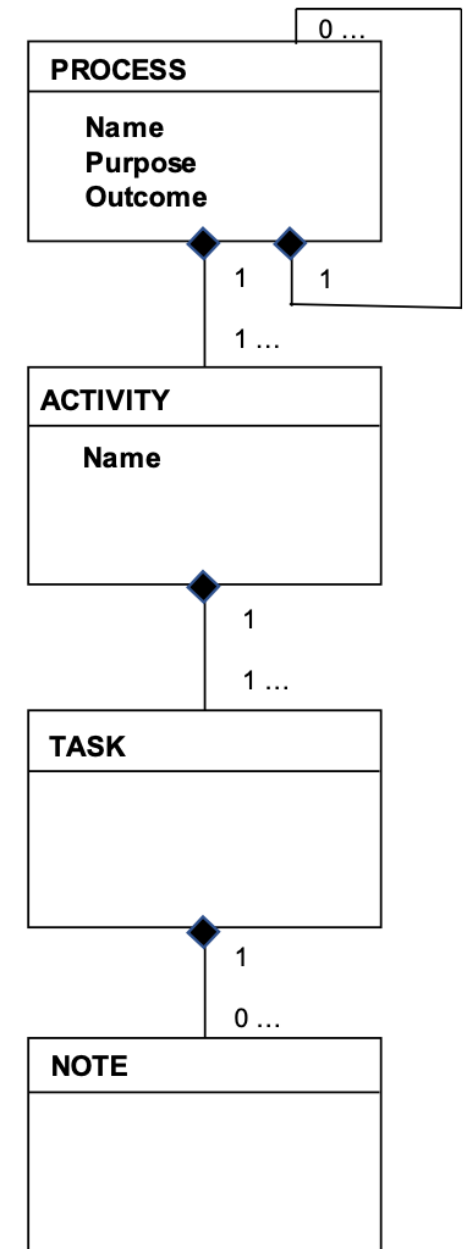 0 …
PROCESS
Name
Purpose
Outcome
1 1
1 …
ACTIVITY
Name
1
1 …
TASK
1
0 …
NOTE